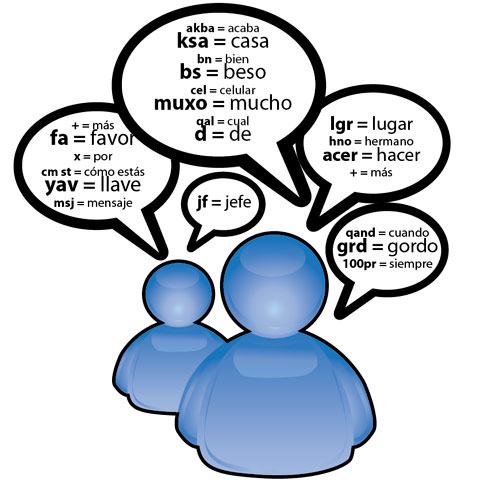 akba = acaba
ksa = casa
bn = bien
bs = beso
cel = celular
muxo = mucho
qal = cual
d = de
+ = más
fa = favor
x = por
cm st = cómo estás
yav = llave
msj = mensaje
jf = jefe
lgr = lugar
hno = hermano
acer = hacer
+ = más
qand = cuando
grd = gordo
100pr = siempre